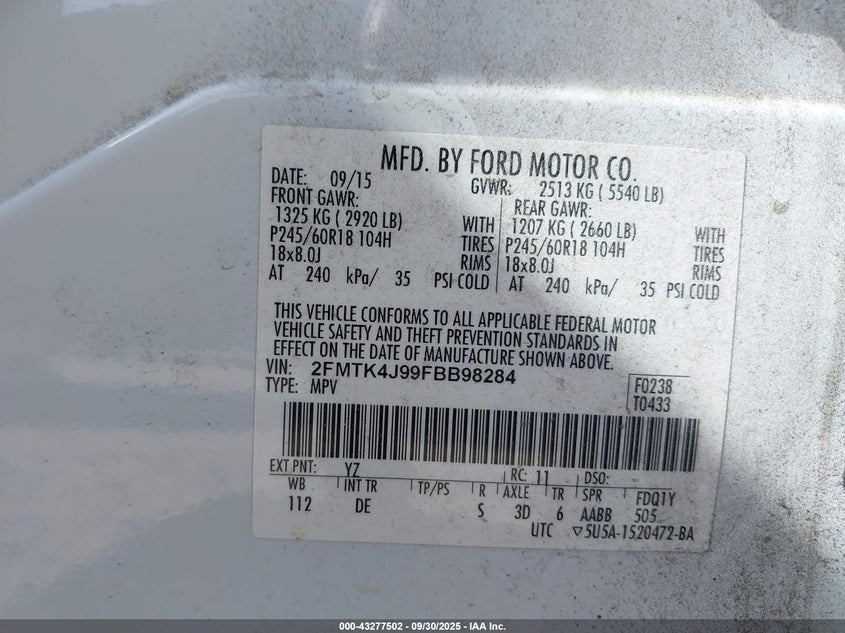 MFD. BY FORD MOTOR CO.
DATE: 09/15 GVWR: 2513 KG ( 5540 LB)
FRONT GAWR: REAR GAWR:
1325 KG ( 2920 LB) WITH 1207 KG ( 2660 LB) WITH
P245/60R18 104H TIRES P245/60R18 104H TIRES
18x8.0J RIMS 18x8.0J RIMS
AT 240 kPa/ 35 PSI COLD AT 240 kPa/ 35 PSI COLD
THIS VEHICLE CONFORMS TO ALL APPLICABLE FEDERAL MOTOR
VEHICLE SAFETY AND THEFT PREVENTION STANDARDS IN
EFFECT ON THE DATE OF MANUFACTURE SHOWN ABOVE.
VIN: 2FMTK4J99FBB98284
TYPE: MPV
F0238
T0433
EXT PNT: YZ RC: 11 DSO:
WB INT TR TP/PS R AXLE TR SPR FDQ1Y
112 DE S 3D 6 AABB 505
UTC ▽5U5A-1520472-BA
000-43277502 - 09/30/2025 - IAA Inc.